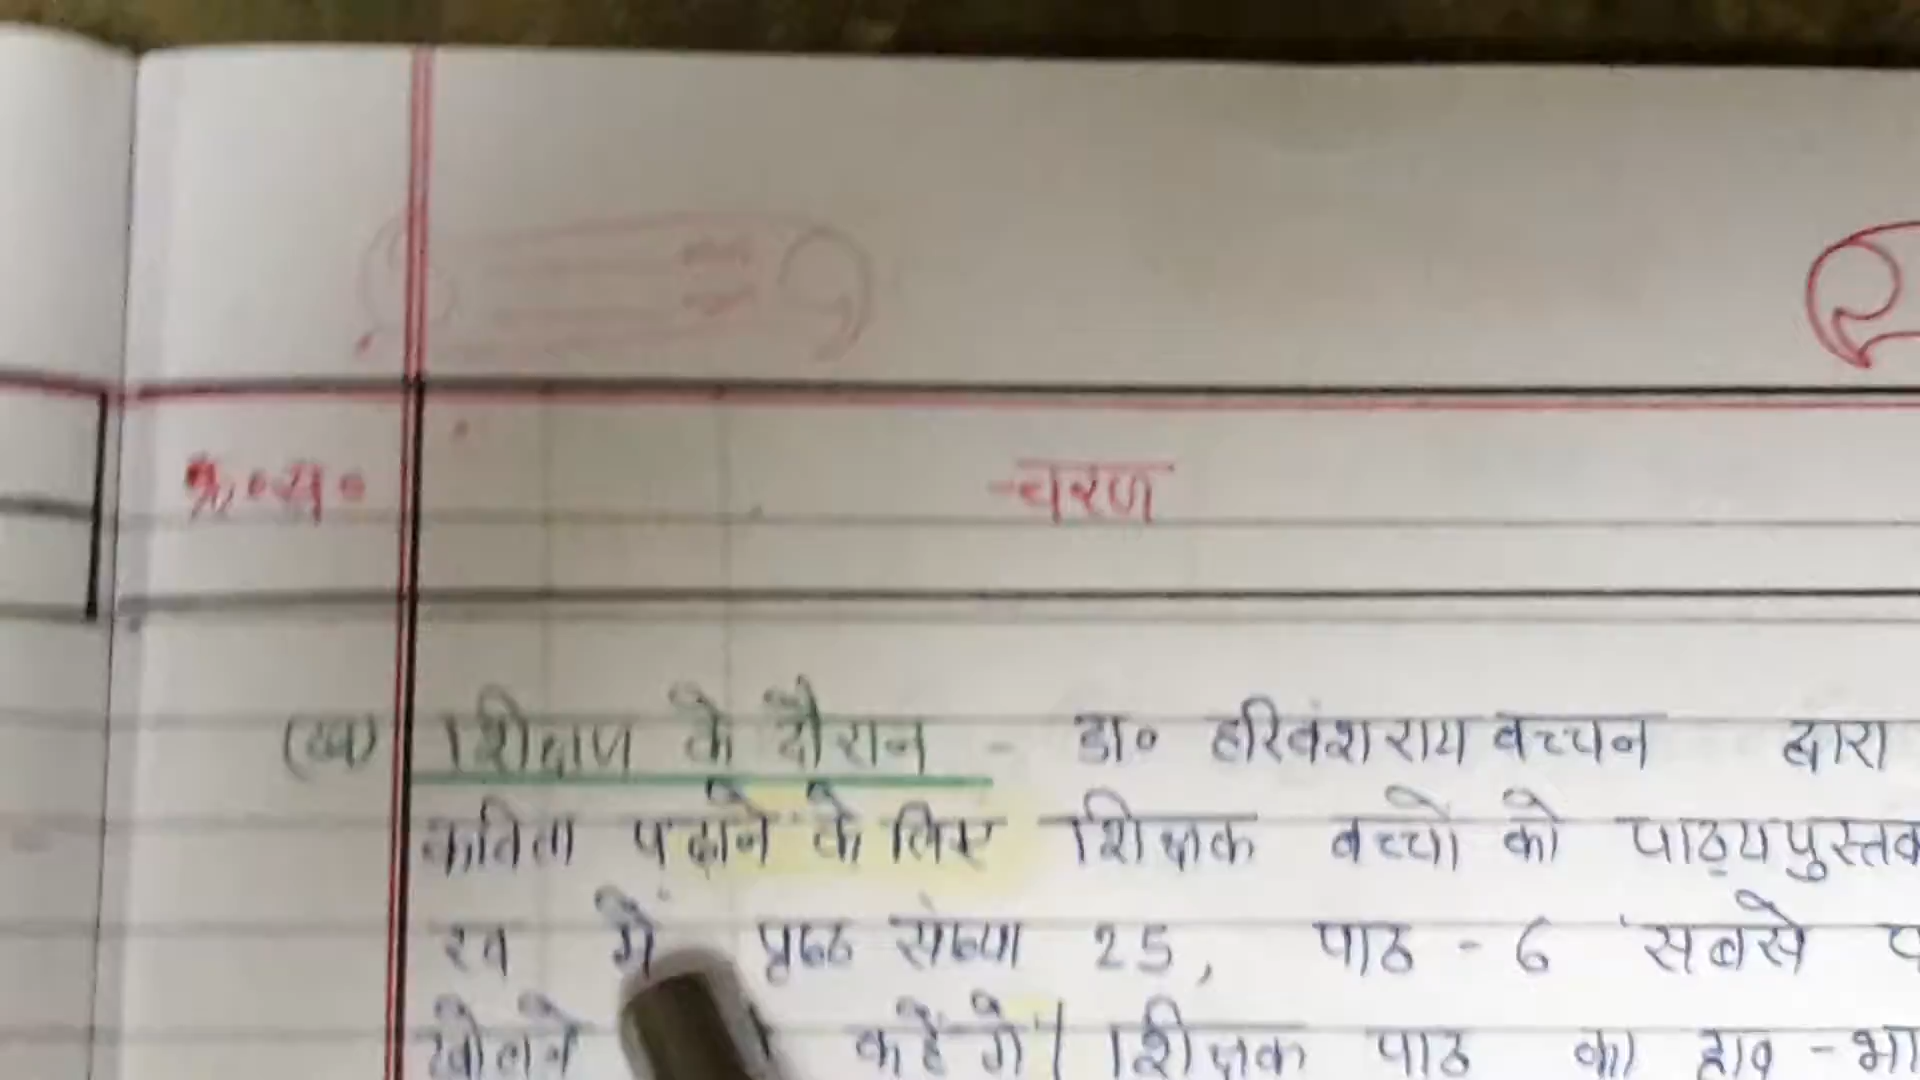 क्र०सं० चरण
(ख) शिक्षण के दौरान - डा० हरिवंशराय बच्चन द्वारा
कविता पढ़ाने के लिए शिक्षक बच्चों को पाठ्यपुस्तक
में पृष्ठ संख्या 25, पाठ - 6 'सबसे प
खोलने कहेंगे। शिक्षक पाठ का हाव - भा